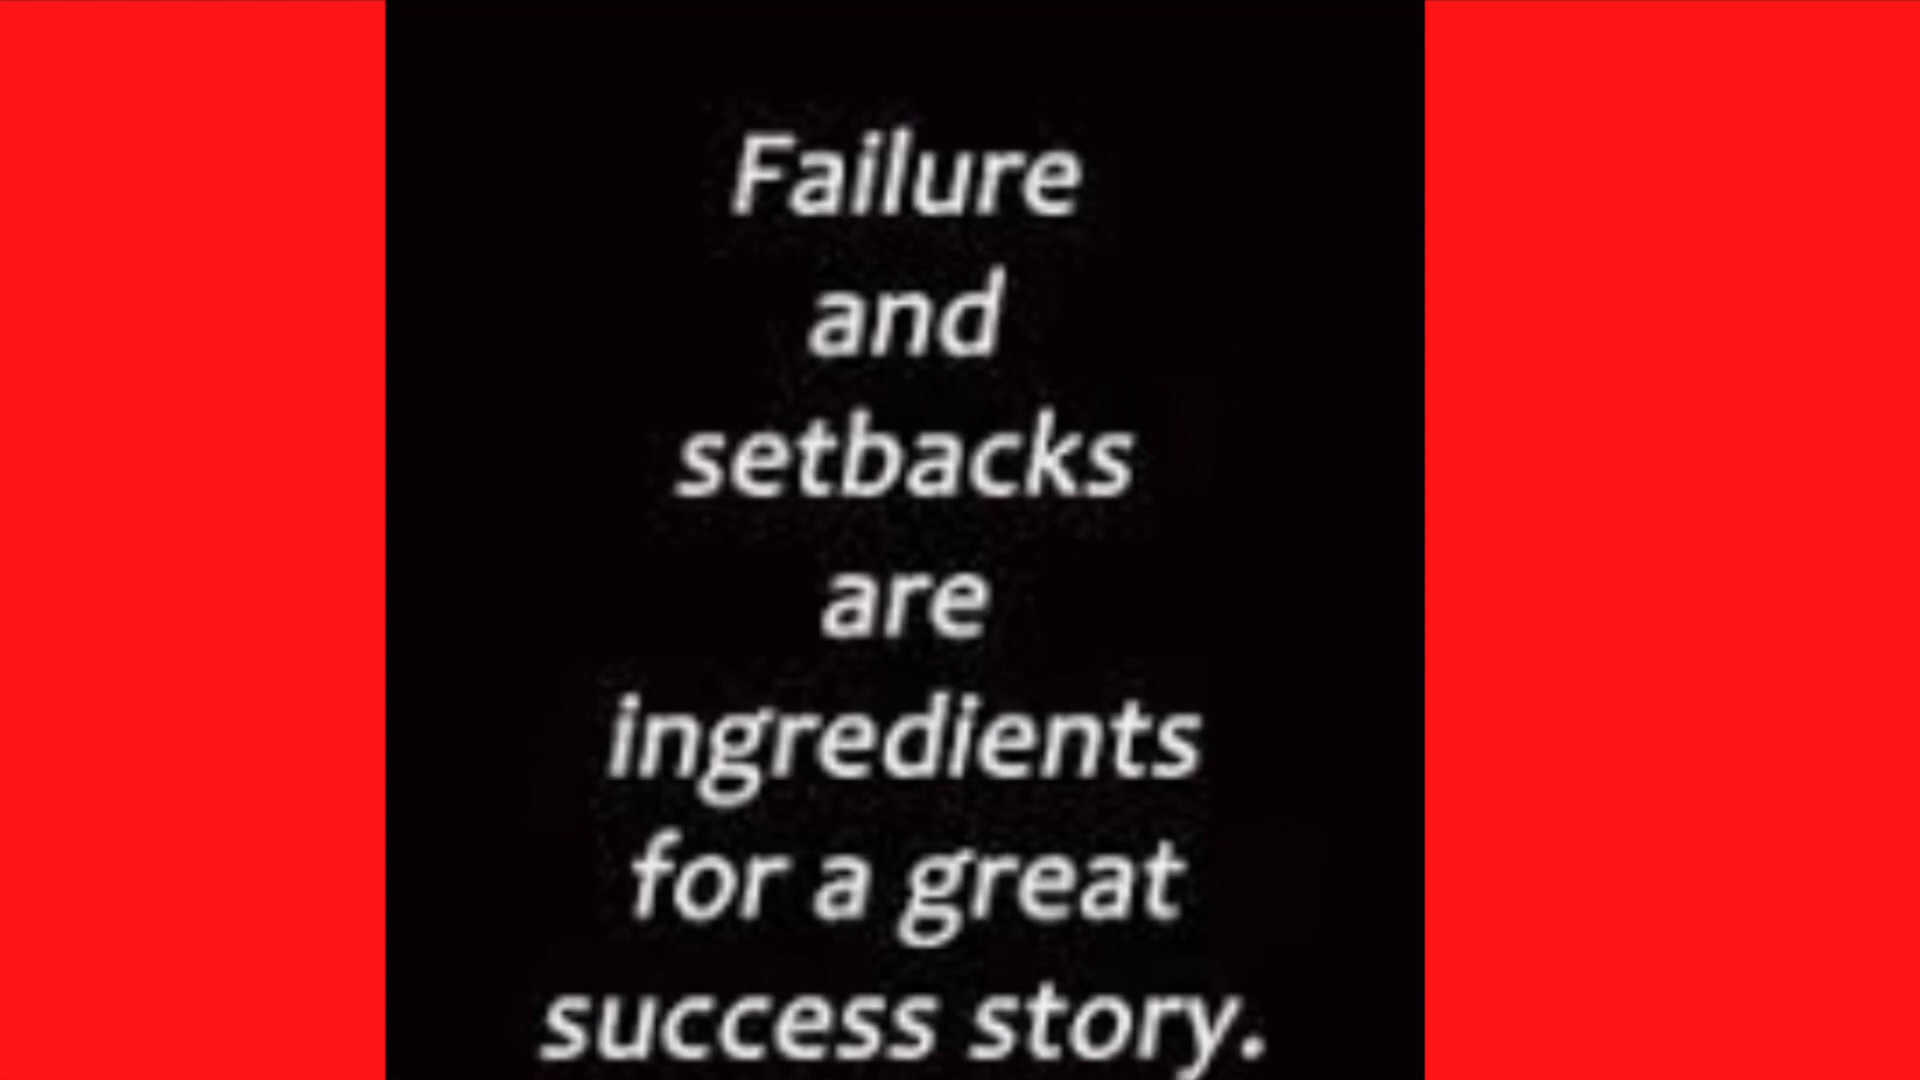 Failure
and
setbacks
are
ingredients
for a great
success story.